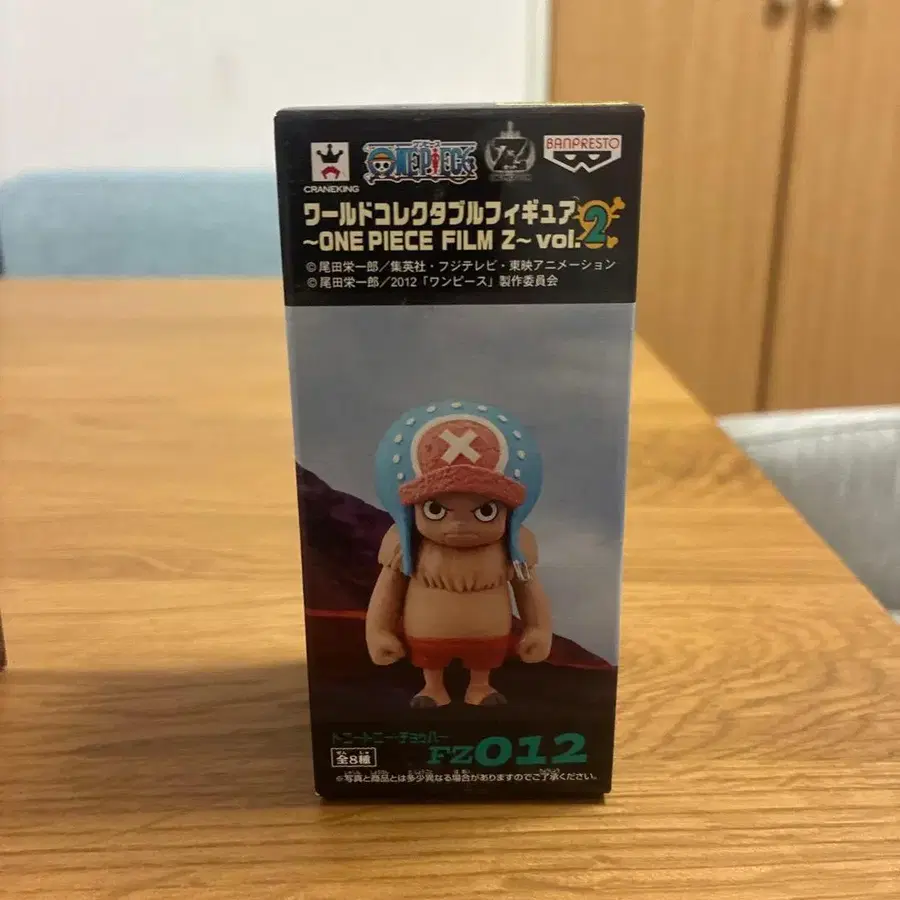 CRANEKING
ONE PIECE
BANPRESTO
ワールドコレクタブルフィギュア
~ONE PIECE FILM Z~ vol.2
©尾田栄一郎／集英社・フジテレビ・東映アニメーション
©尾田栄一郎／2012「ワンピース」製作委員会
トニートニー・チョッパー
全8種
FZ012
※写真と商品とは多少異なる場合がありますのでご了承ください。